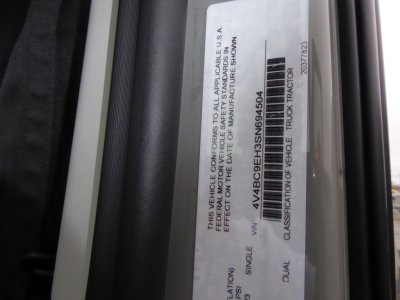 THIS VEHICLE CONFORMS TO ALL APPLICABLE U.S.A.
FEDERAL MOTOR VEHICLE SAFETY STANDARDS IN
EFFECT ON THE DATE OF MANUFACTURE SHOWN.
SINGLE VIN 4V4BC9EH3SN694504
DUAL CLASSIFICATION OF VEHICLE TRUCK TRACTOR
20377823